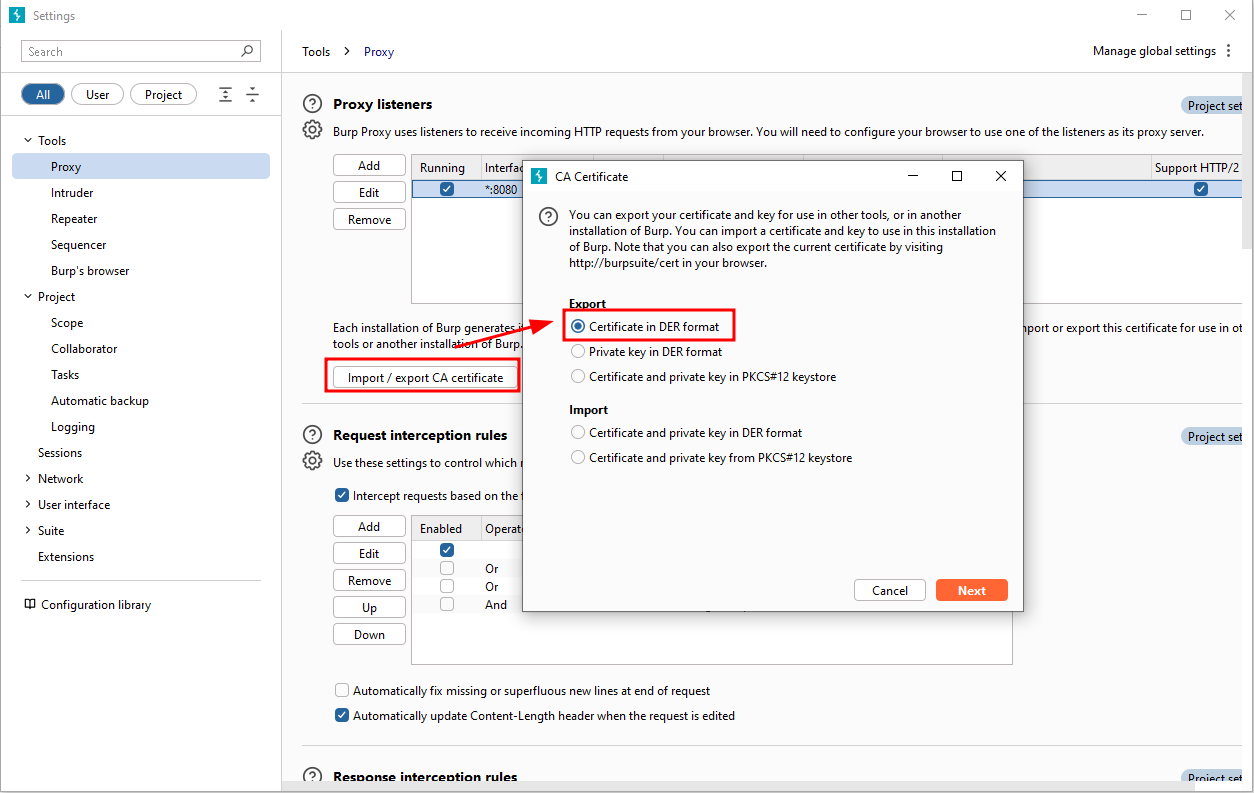 Settings
Search
All User Project
Tools
Proxy
Intruder
Repeater
Sequencer
Burp's browser
Project
Scope
Collaborator
Tasks
Automatic backup
Logging
Sessions
Network
User interface
Suite
Extensions
Configuration library
Tools > Proxy
Manage global settings
Proxy listeners
Project set
Burp Proxy uses listeners to receive incoming HTTP requests from your browser. You will need to configure your browser to use one of the listeners as its proxy server.
Add
Edit
Remove
Running Interfac Support HTTP/2
*:8080
Each installation of Burp generates i
mport or export this certificate for use in ot
tools or another installation of Burp.
Import / export CA certificate
Request interception rules
Project set
Use these settings to control which
Intercept requests based on the
Add
Edit
Remove
Up
Down
Enabled Operat
Or
Or
And
Automatically fix missing or superfluous new lines at end of request
Automatically update Content-Length header when the request is edited
Response interception rules
Project set
CA Certificate
You can export your certificate and key for use in other tools, or in another
installation of Burp. You can import a certificate and key to use in this installation
of Burp. Note that you can also export the current certificate by visiting
http://burpsuite/cert in your browser.
Export
Certificate in DER format
Private key in DER format
Certificate and private key in PKCS#12 keystore
Import
Certificate and private key in DER format
Certificate and private key from PKCS#12 keystore
Cancel
Next